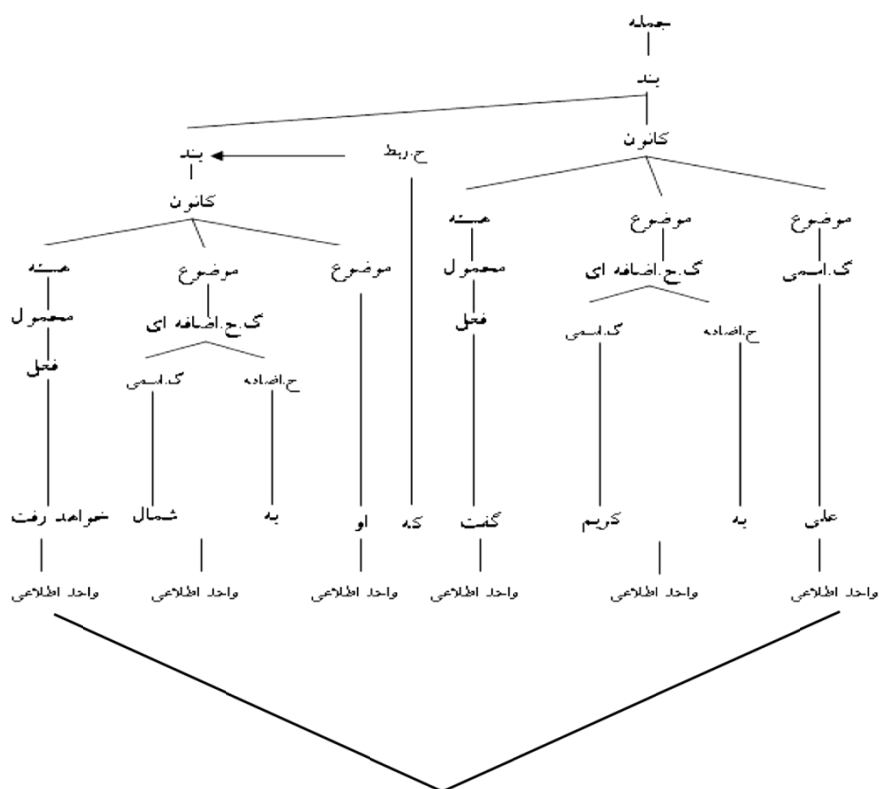 جمله
بند
کانون
ح.ربط
بند
موضوع
موضوع
هسته
کانون
گ.اسمی
گ.ح.اضافه ای
محمول
موضوع
موضوع
هسته
ح.اضافه
گ.اسمی
فعل
گ.ح.اضافه ای
محمول
ح.اضافه
گ.اسمی
فعل
علی به کریم گفت که او به شمال خواهد رفت
واحد اطلاعی واحد اطلاعی واحد اطلاعی واحد اطلاعی واحد اطلاعی واحد اطلاعی